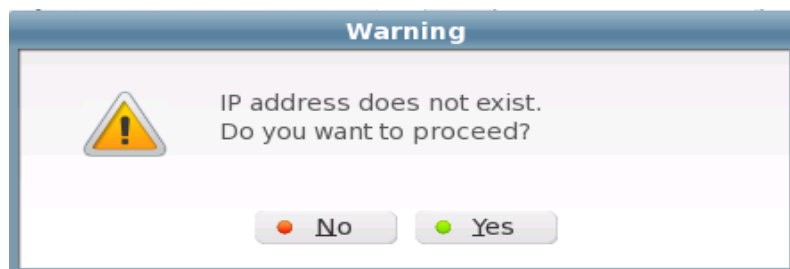 Warning
IP address does not exist.
Do you want to proceed?
No Yes